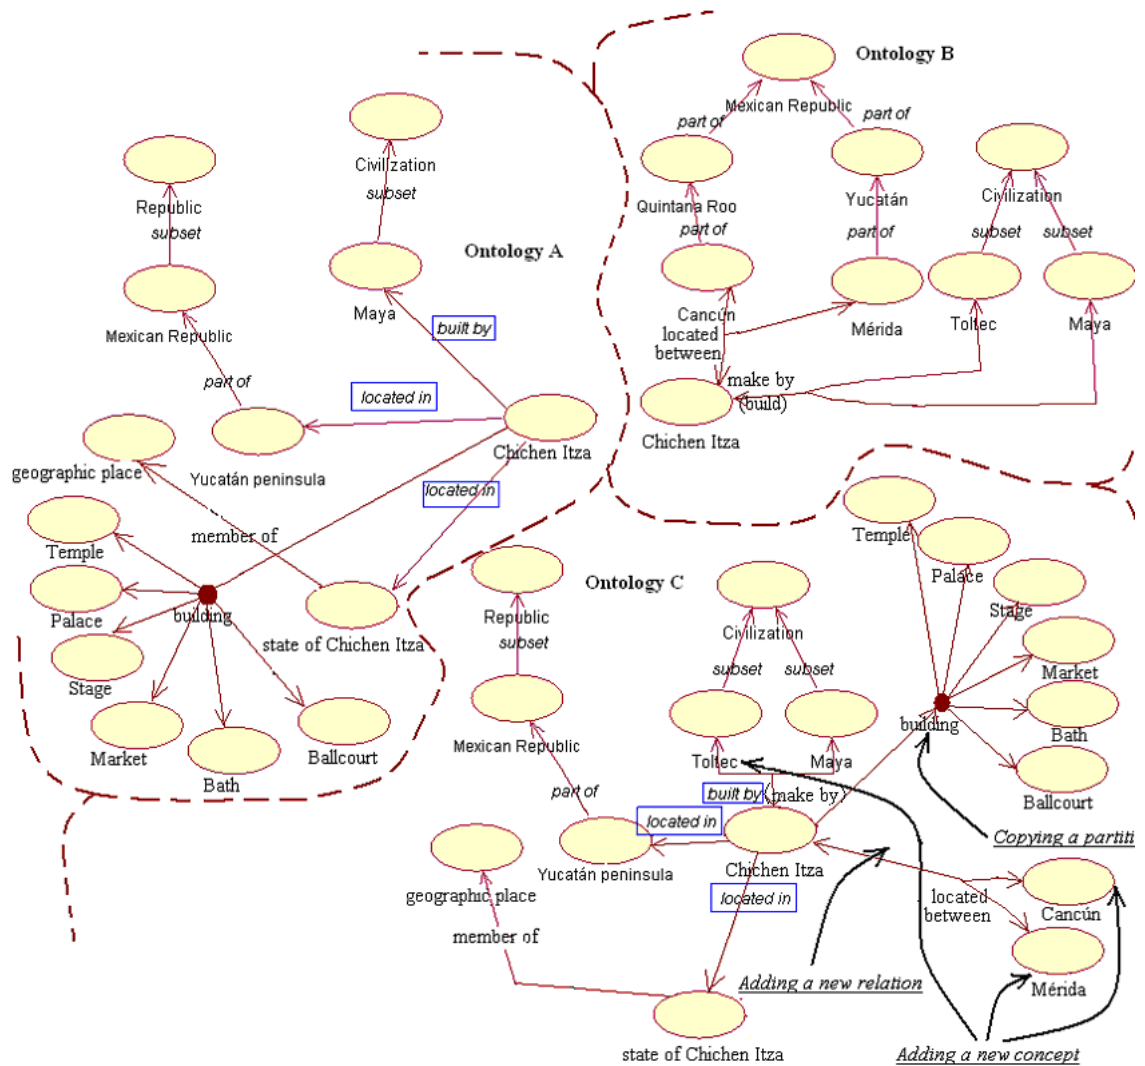 Ontology A
Civilization
subset
Republic
subset
Maya
built by
Mexican Republic
part of
located in
Chichen Itza
geographic place
Yucatán peninsula
located in
member of
Temple
Palace
building
state of Chichen Itza
Stage
Market
Bath
Ballcourt
Ontology B
Mexican Republic
part of
part of
Quintana Roo
Yucatán
Civilization
part of
part of
subset
subset
Cancún
Mérida
Toltec
Maya
located
between
make by
(build)
Chichen Itza
Ontology C
Republic
subset
Civilization
subset
subset
Mexican Republic
Toltec
Maya
built by
(make by)
part of
located in
Yucatán peninsula
Chichen Itza
geographic place
located in
member of
state of Chichen Itza
Temple
Palace
Stage
Market
building
Bath
Ballcourt
Copying a partiti
located
between
Cancún
Mérida
Adding a new relation
Adding a new concept